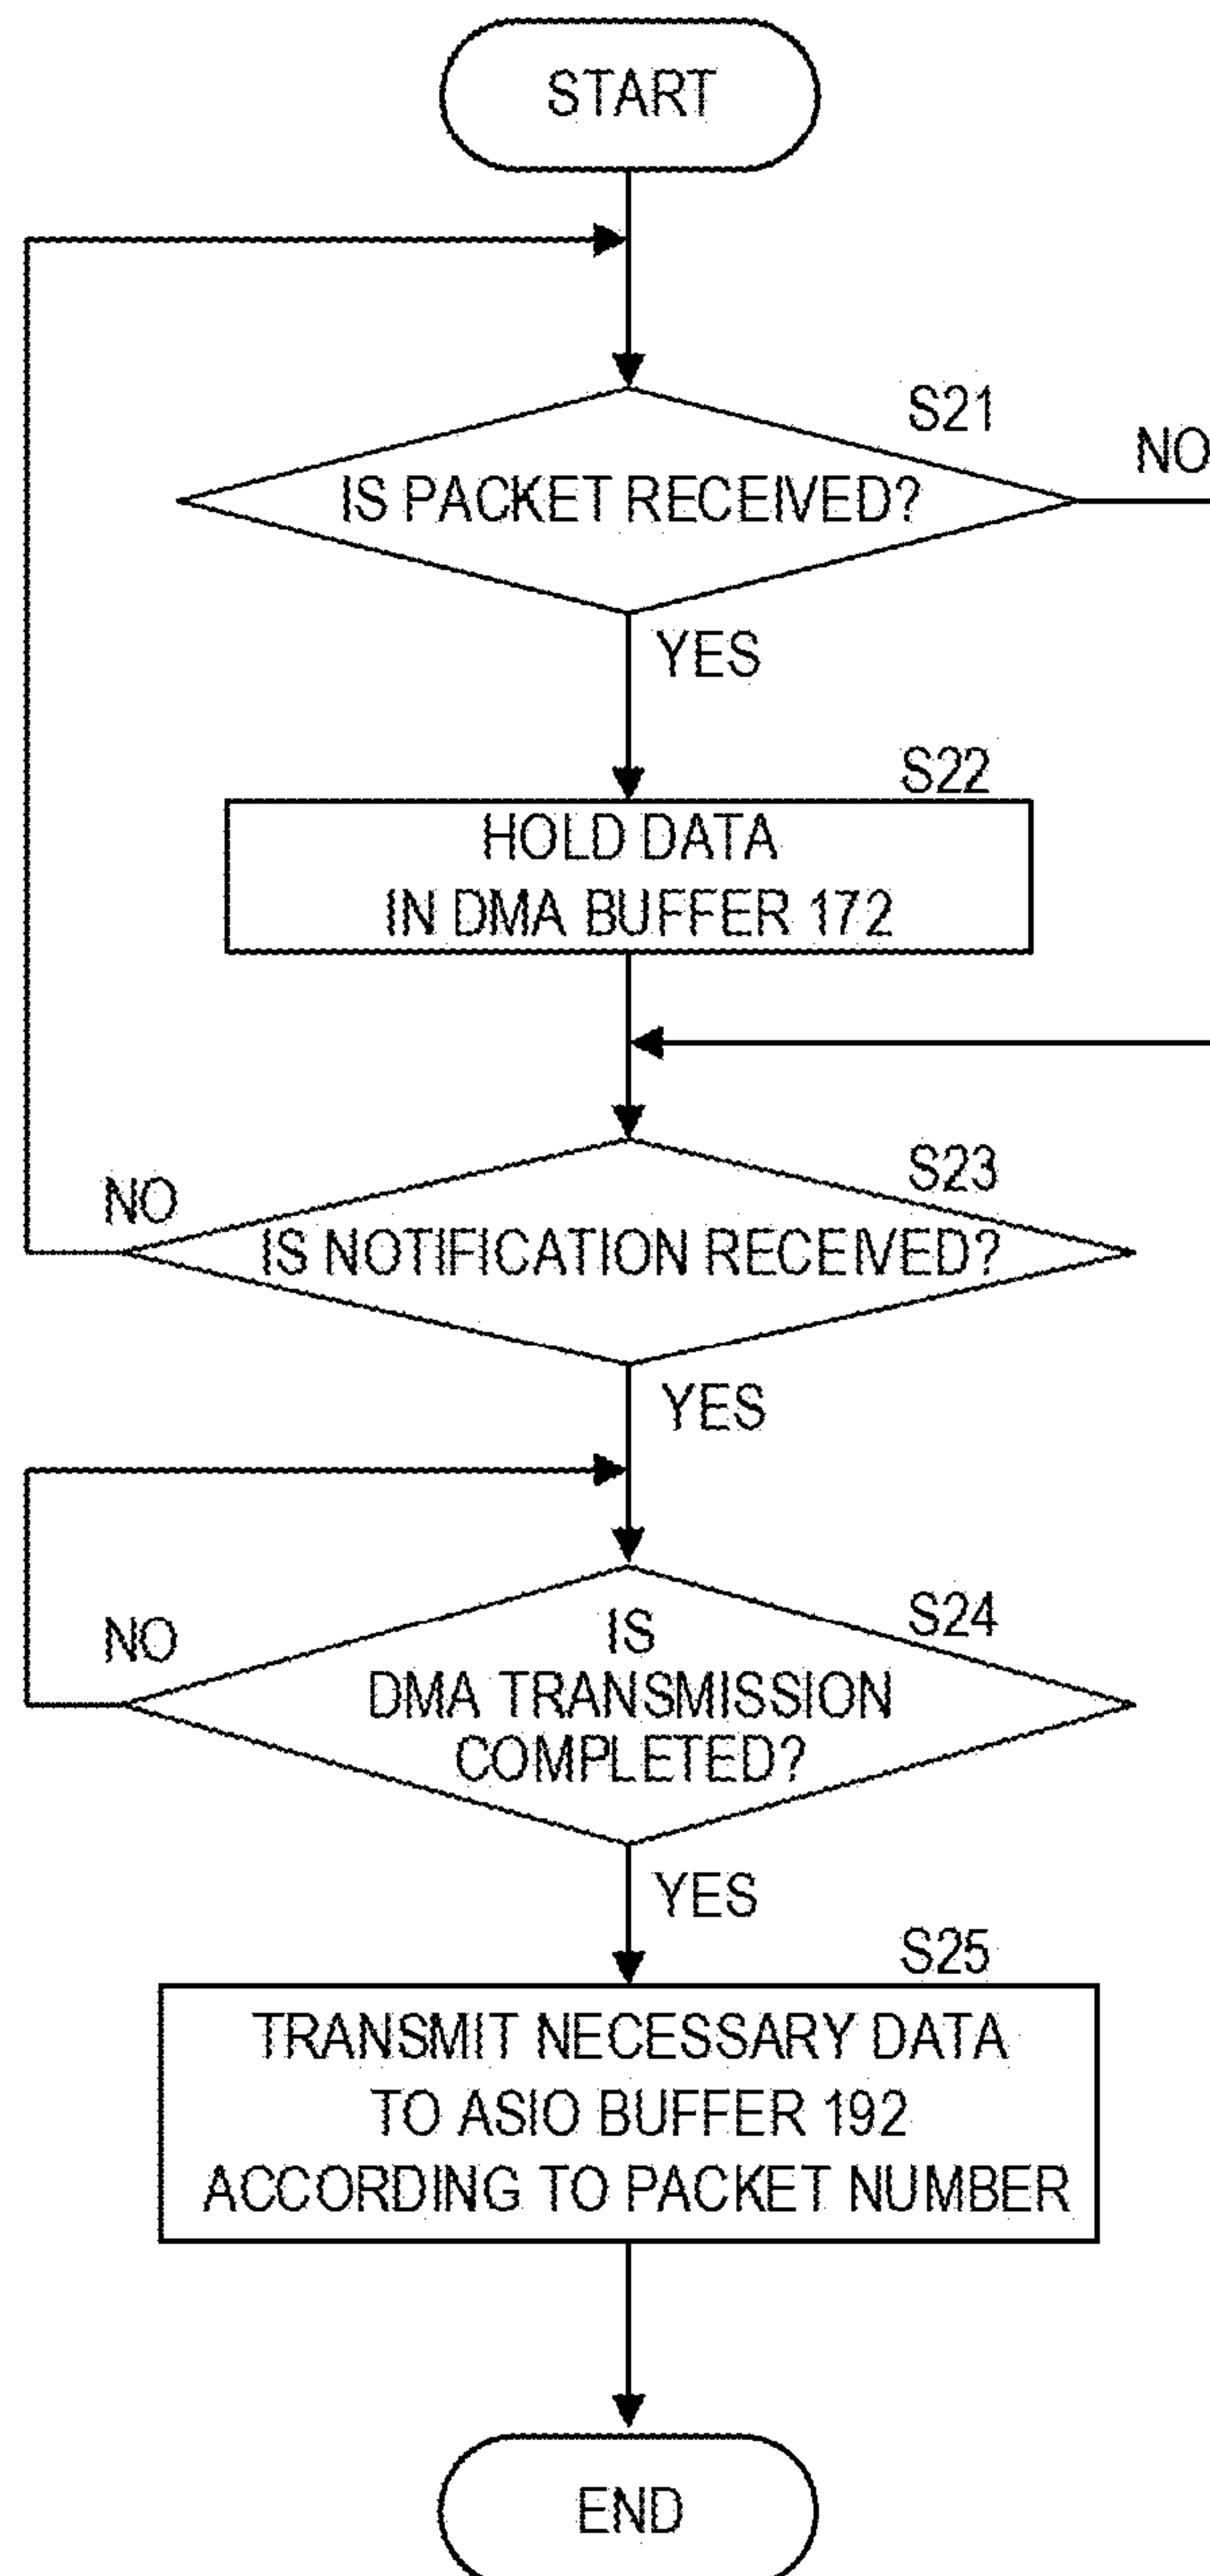 START
S21
IS PACKET RECEIVED?
NO
YES
S22
HOLD DATA
IN DMA BUFFER 172
S23
NO
IS NOTIFICATION RECEIVED?
YES
S24
NO
IS
DMA TRANSMISSION
COMPLETED?
YES
S25
TRANSMIT NECESSARY DATA
TO ASIO BUFFER 192
ACCORDING TO PACKET NUMBER
END